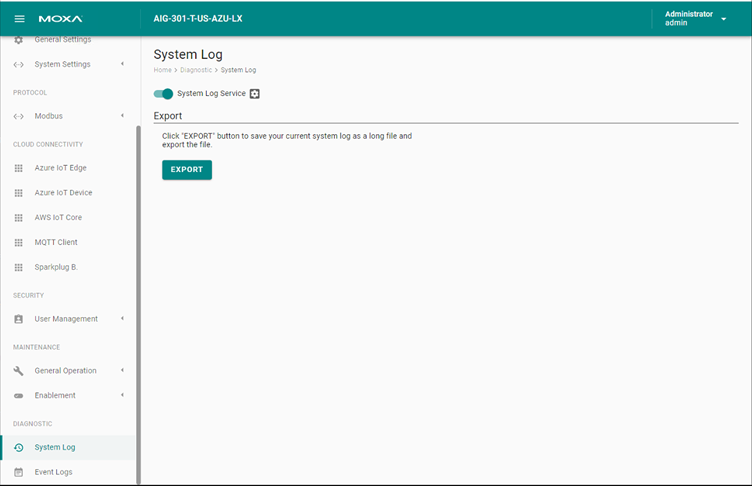 MOXA
AIG-301-T-US-AZU-LX
Administrator
admin
General Settings
System Settings
PROTOCOL
Modbus
CLOUD CONNECTIVITY
Azure IoT Edge
Azure IoT Device
AWS IoT Core
MQTT Client
Sparkplug B.
SECURITY
User Management
MAINTENANCE
General Operation
Enablement
DIAGNOSTIC
System Log
Event Logs
System Log
Home > Diagnostic > System Log
System Log Service
Export
Click "EXPORT" button to save your current system log as a long file and
export the file.
EXPORT